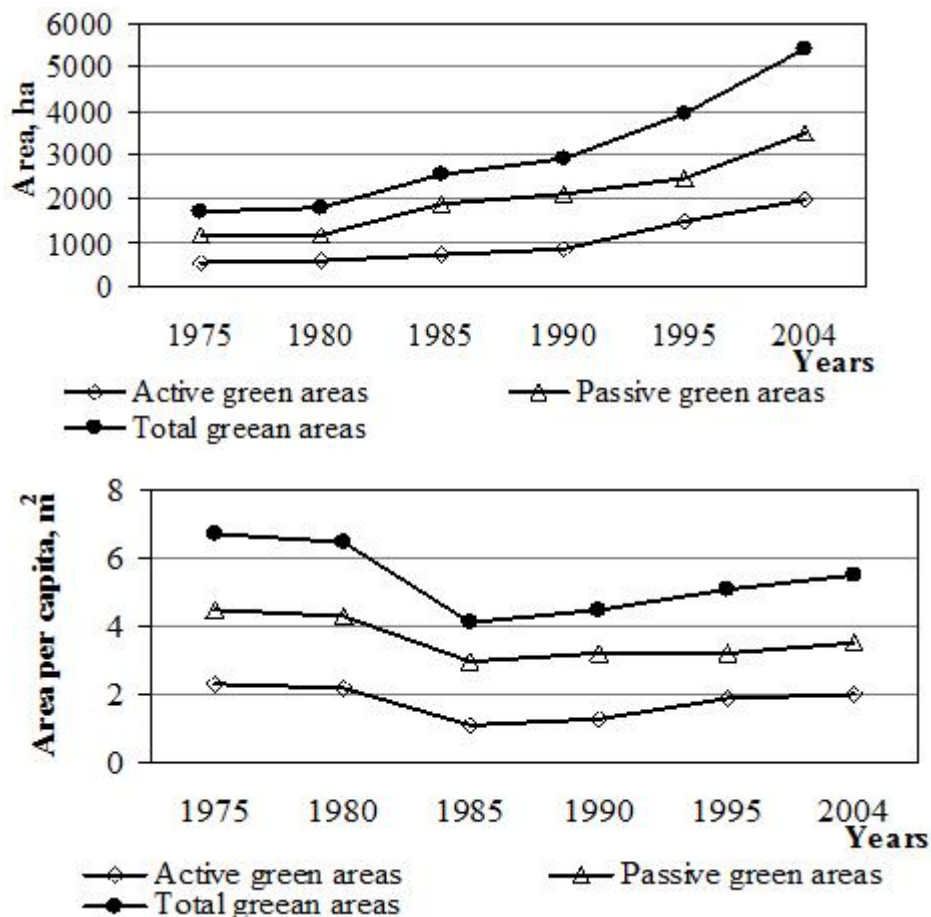 6000
5000
4000
3000
2000
1000
0
Area, ha
1975 1980 1985 1990 1995 2004
Years
Active green areas Passive green areas
Total greean areas
8
6
4
2
0
Area per capita, m²
1975 1980 1985 1990 1995 2004
Years
Active green areas Passive green areas
Total greean areas